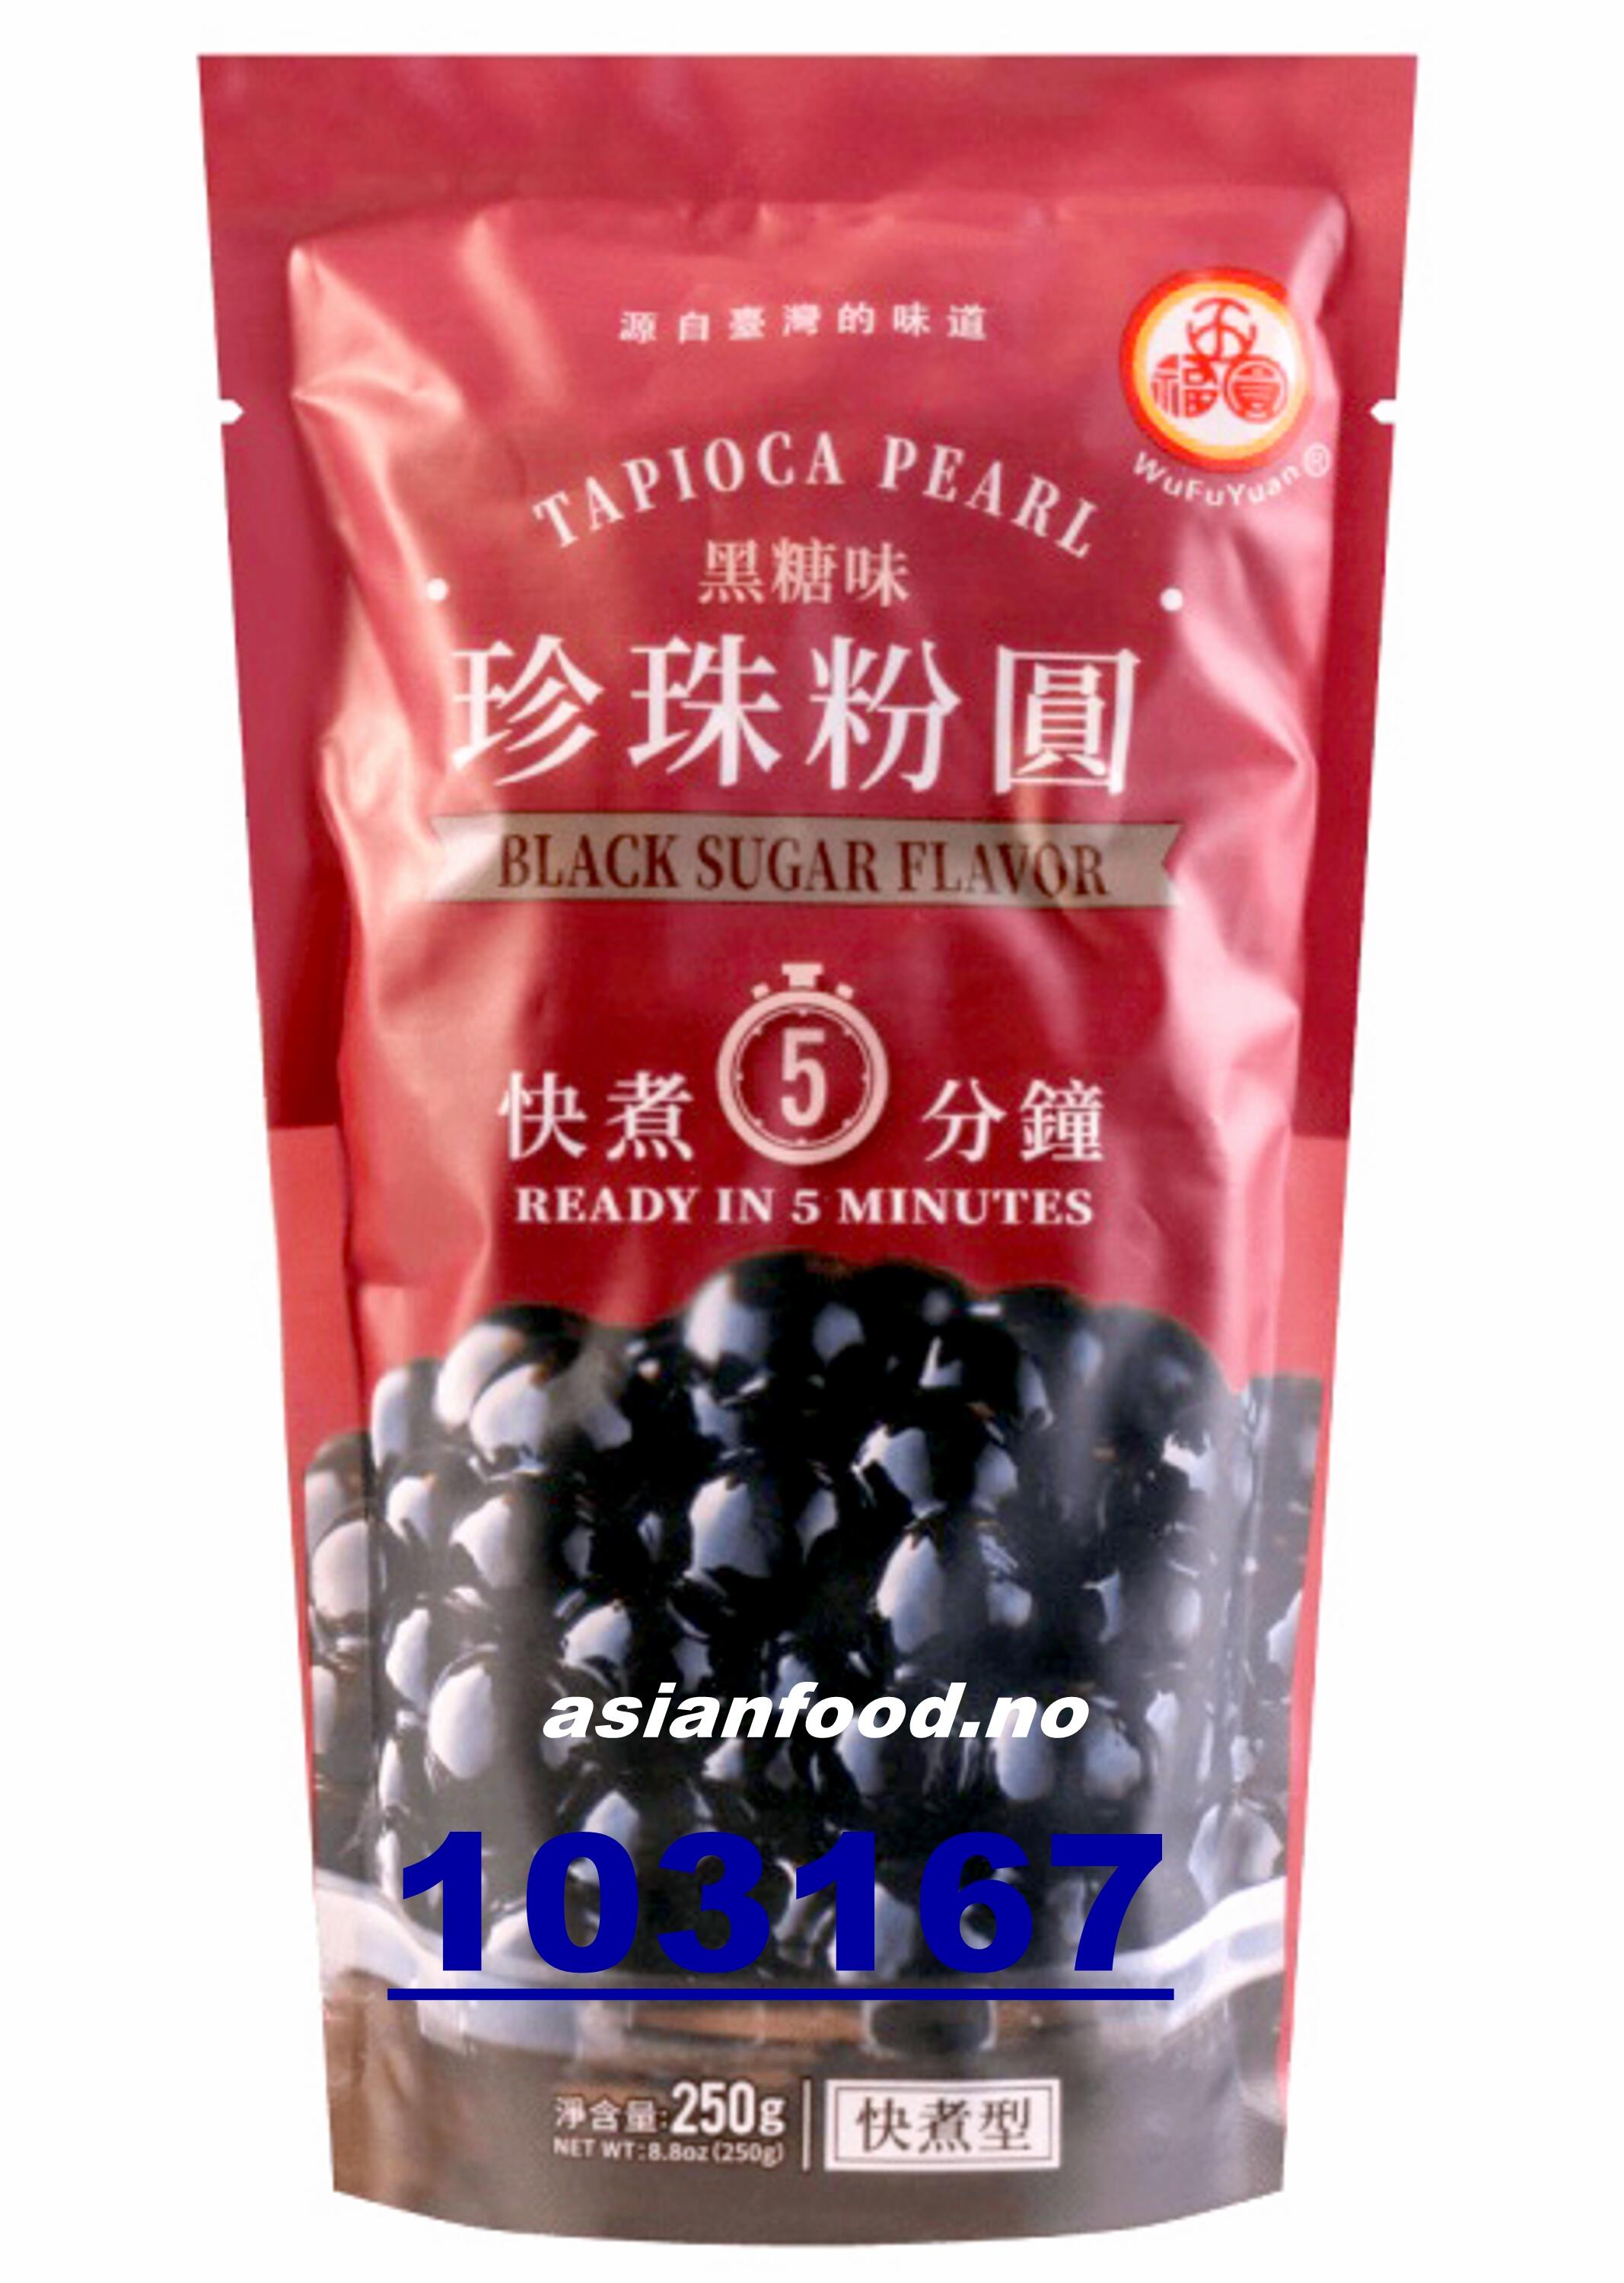 源自臺灣的味道
福圓
WuFuYuan®
TAPIOCA PEARL
黑糖味
珍珠粉圓
BLACK SUGAR FLAVOR
快煮 5 分鐘
READY IN 5 MINUTES
asianfood.no
103167
淨含量:250g
NET WT:8.8oz(250g)
快煮型